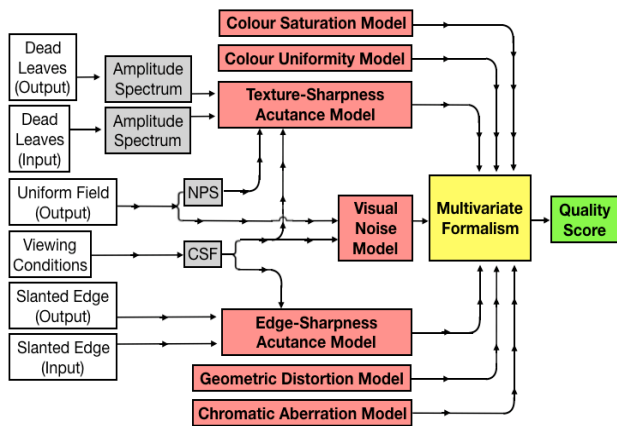 Colour Saturation Model
Colour Uniformity Model
Dead
Leaves
(Output)
Amplitude
Spectrum
Texture-Sharpness
Acutance Model
Dead
Leaves
(Input)
Amplitude
Spectrum
Uniform Field
(Output)
NPS
Visual
Noise
Model
Multivariate
Formalism
Quality
Score
Viewing
Conditions
CSF
Slanted Edge
(Output)
Edge-Sharpness
Acutance Model
Slanted Edge
(Input)
Geometric Distortion Model
Chromatic Aberration Model